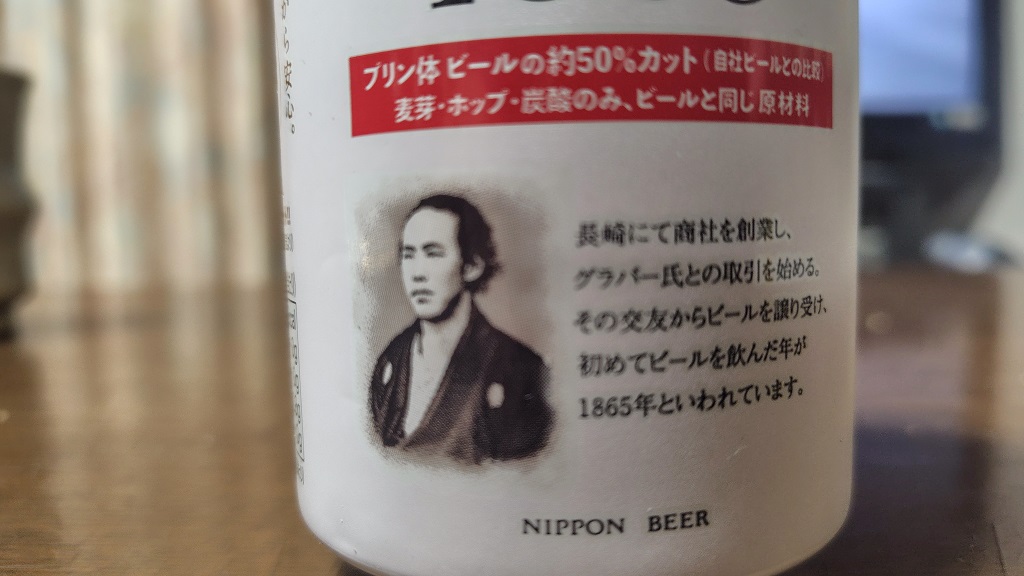 から安心。
プリン体 ビールの約50%カット（自社ビールとの比較）
麦芽・ホップ・炭酸のみ、ビールと同じ原材料
長崎にて商社を創業し、
グラバー氏との取引を始める。
その交友からビールを譲り受け、
初めてビールを飲んだ年が
1865年といわれています。
NIPPON BEER